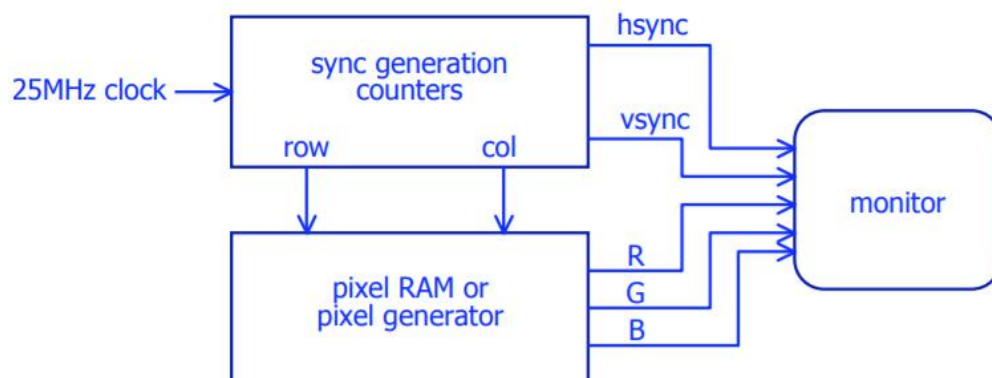 hsync
sync generation
counters
25MHz clock
vsync
row
col
monitor
R
pixel RAM or
pixel generator
G
B